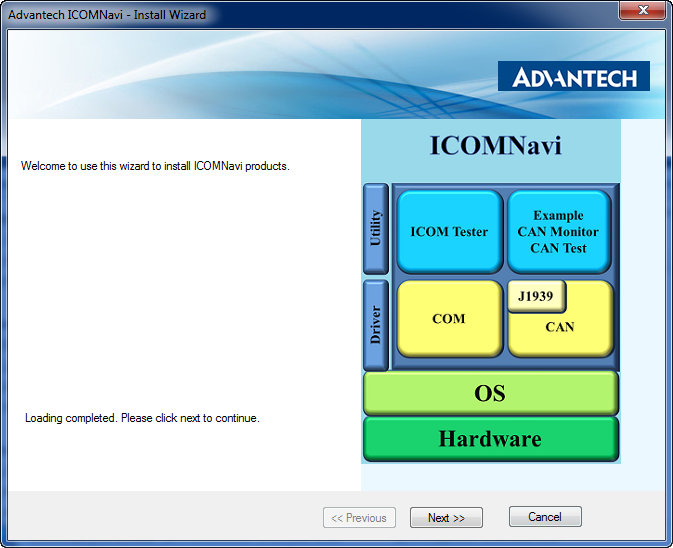 Advantech ICOMNavi - Install Wizard
ADVANTECH
ICOMNavi
Welcome to use this wizard to install ICOMNavi products.
Utility
ICOM Tester
Example
CAN Monitor
CAN Test
Driver
COM
J1939
CAN
OS
Hardware
Loading completed. Please click next to continue.
<< Previous
Next >>
Cancel